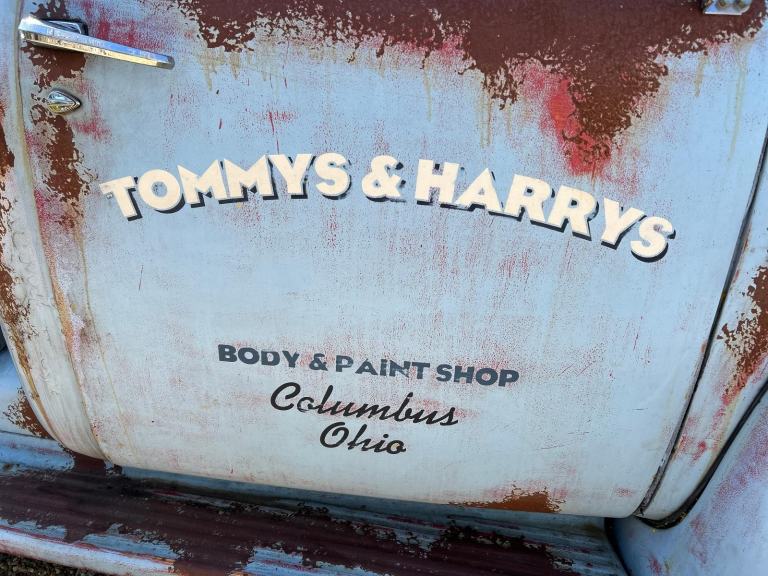 TOMMYS & HARRYS
BODY & PAiNT SHOP
Columbus
Ohio